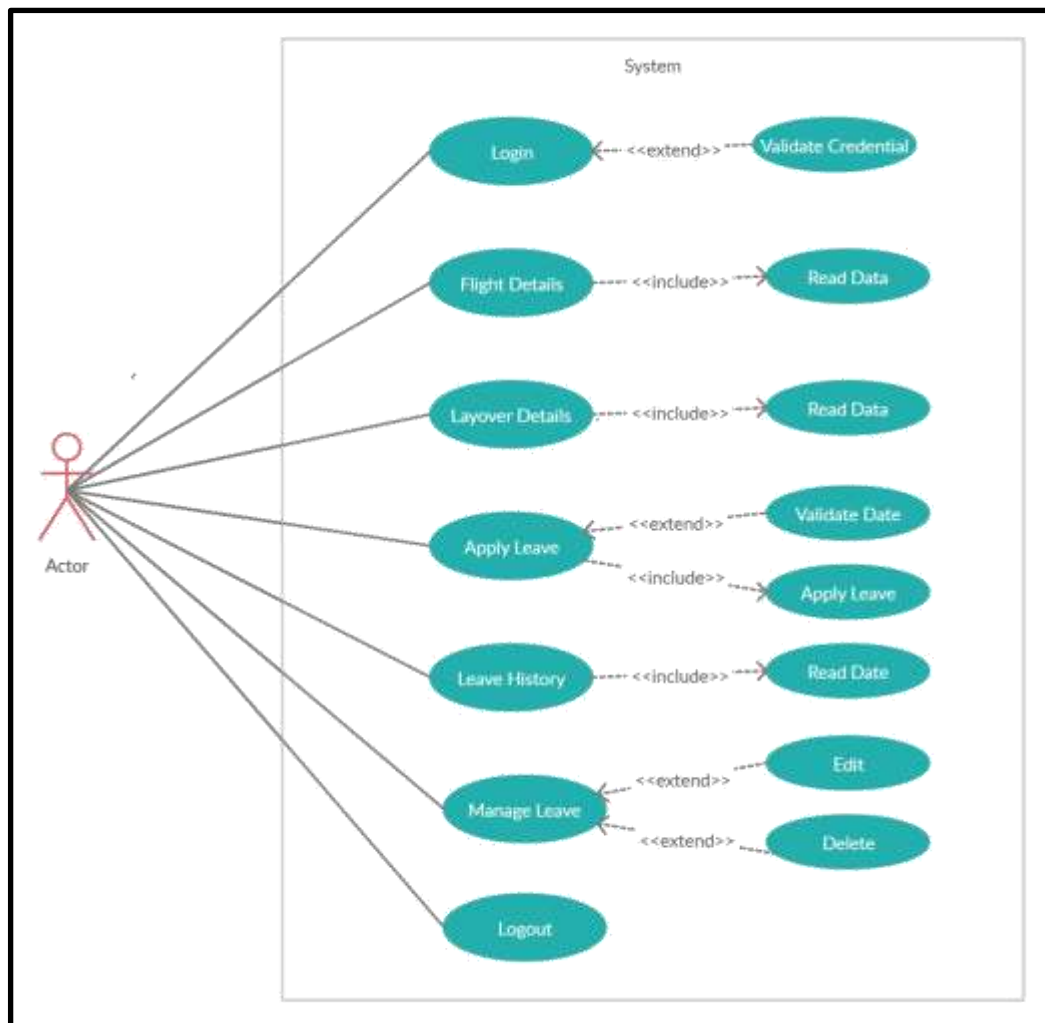 System
Login
<<extend>>
Validate Credential
Flight Details
<<include>>
Read Data
Layover Details
<<include>>
Read Data
Apply Leave
<<extend>>
Validate Date
<<include>>
Apply Leave
Actor
Leave History
<<include>>
Read Date
Manage Leave
<<extend>>
Edit
<<extend>>
Delete
Logout